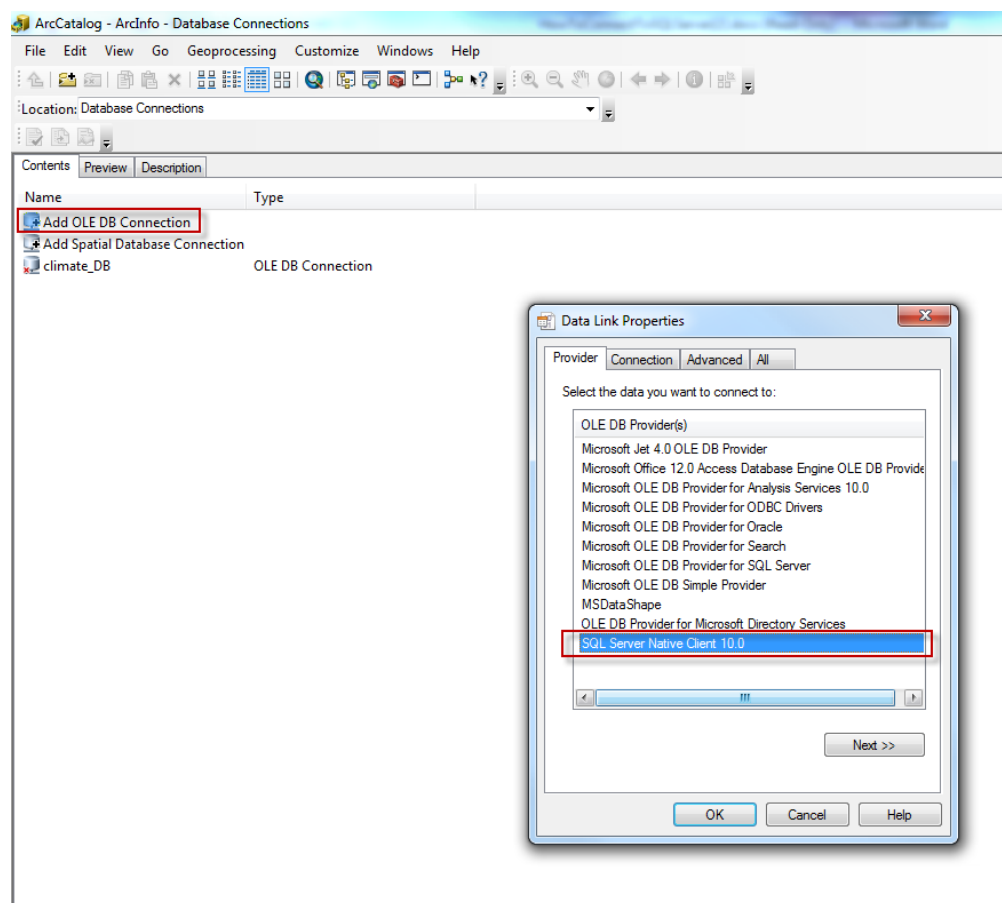 ArcCatalog - ArcInfo - Database Connections
File Edit View Go Geoprocessing Customize Windows Help
Location: Database Connections
Contents Preview Description
Name Type
Add OLE DB Connection
Add Spatial Database Connection
climate_DB OLE DB Connection
Data Link Properties
Provider Connection Advanced All
Select the data you want to connect to:
OLE DB Provider(s)
Microsoft Jet 4.0 OLE DB Provider
Microsoft Office 12.0 Access Database Engine OLE DB Provide
Microsoft OLE DB Provider for Analysis Services 10.0
Microsoft OLE DB Provider for ODBC Drivers
Microsoft OLE DB Provider for Oracle
Microsoft OLE DB Provider for Search
Microsoft OLE DB Provider for SQL Server
Microsoft OLE DB Simple Provider
MSDataShape
OLE DB Provider for Microsoft Directory Services
SQL Server Native Client 10.0
Next >>
OK Cancel Help